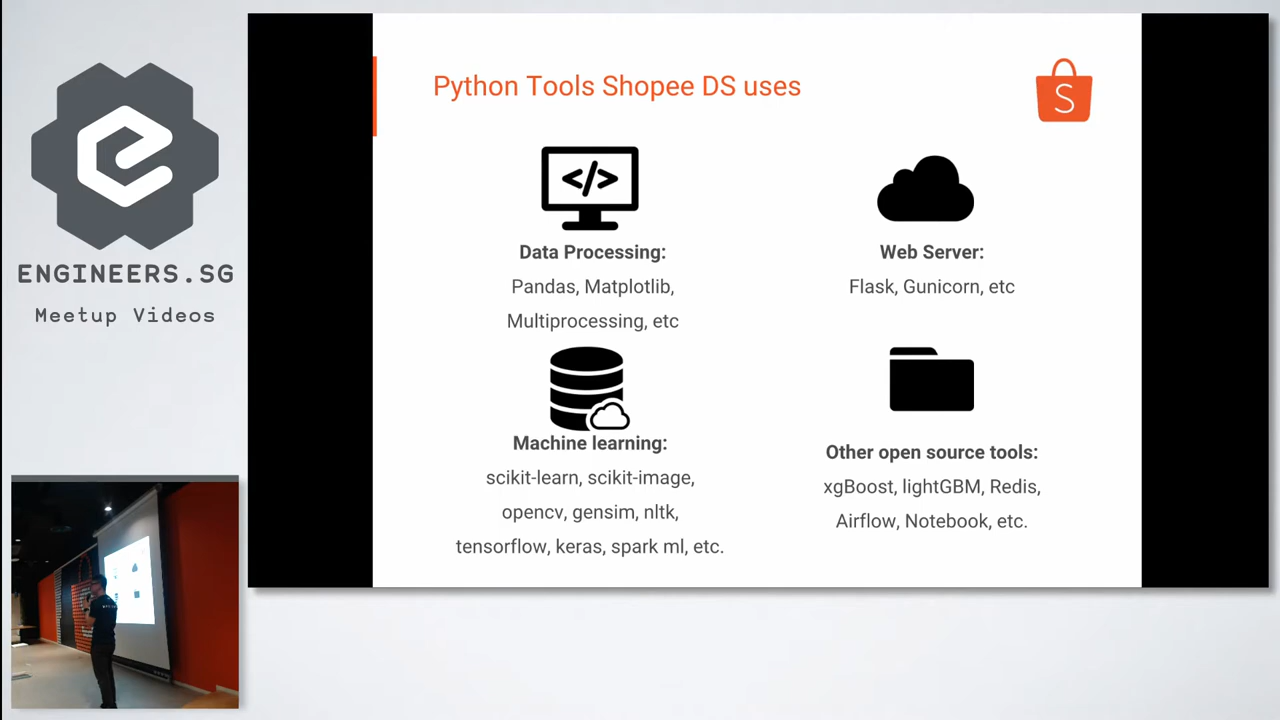 ENGINEERS.SG
Meetup Videos
Python Tools Shopee DS uses
S
</>
Data Processing:
Pandas, Matplotlib,
Multiprocessing, etc
Web Server:
Flask, Gunicorn, etc
Machine learning:
scikit-learn, scikit-image,
opencv, gensim, nltk,
tensorflow, keras, spark ml, etc.
Other open source tools:
xgBoost, lightGBM, Redis,
Airflow, Notebook, etc.